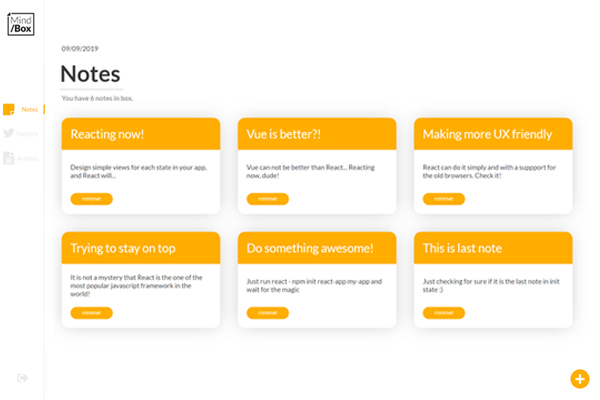 Mind
/Box
09/09/2019
Notes
You have 6 notes in box.
Notes
Twitters
Articles
Reacting now!
Design simple views for each state in your app,
and React will...
REMOVE
Vue is better?!
Vue can not be better than React... Reacting
now, dude!
REMOVE
Making more UX friendly
React can do it simply and with a suppport for
the old browsers. Check it!
REMOVE
Trying to stay on top
It is not a mystery that React is the one of the
most popular javascript framework in the
world!
REMOVE
Do something awesome!
Just run react - npm init react-app my-app and
wait for the magic
REMOVE
This is last note
Just checking for sure if it is the last note in init
state :)
REMOVE